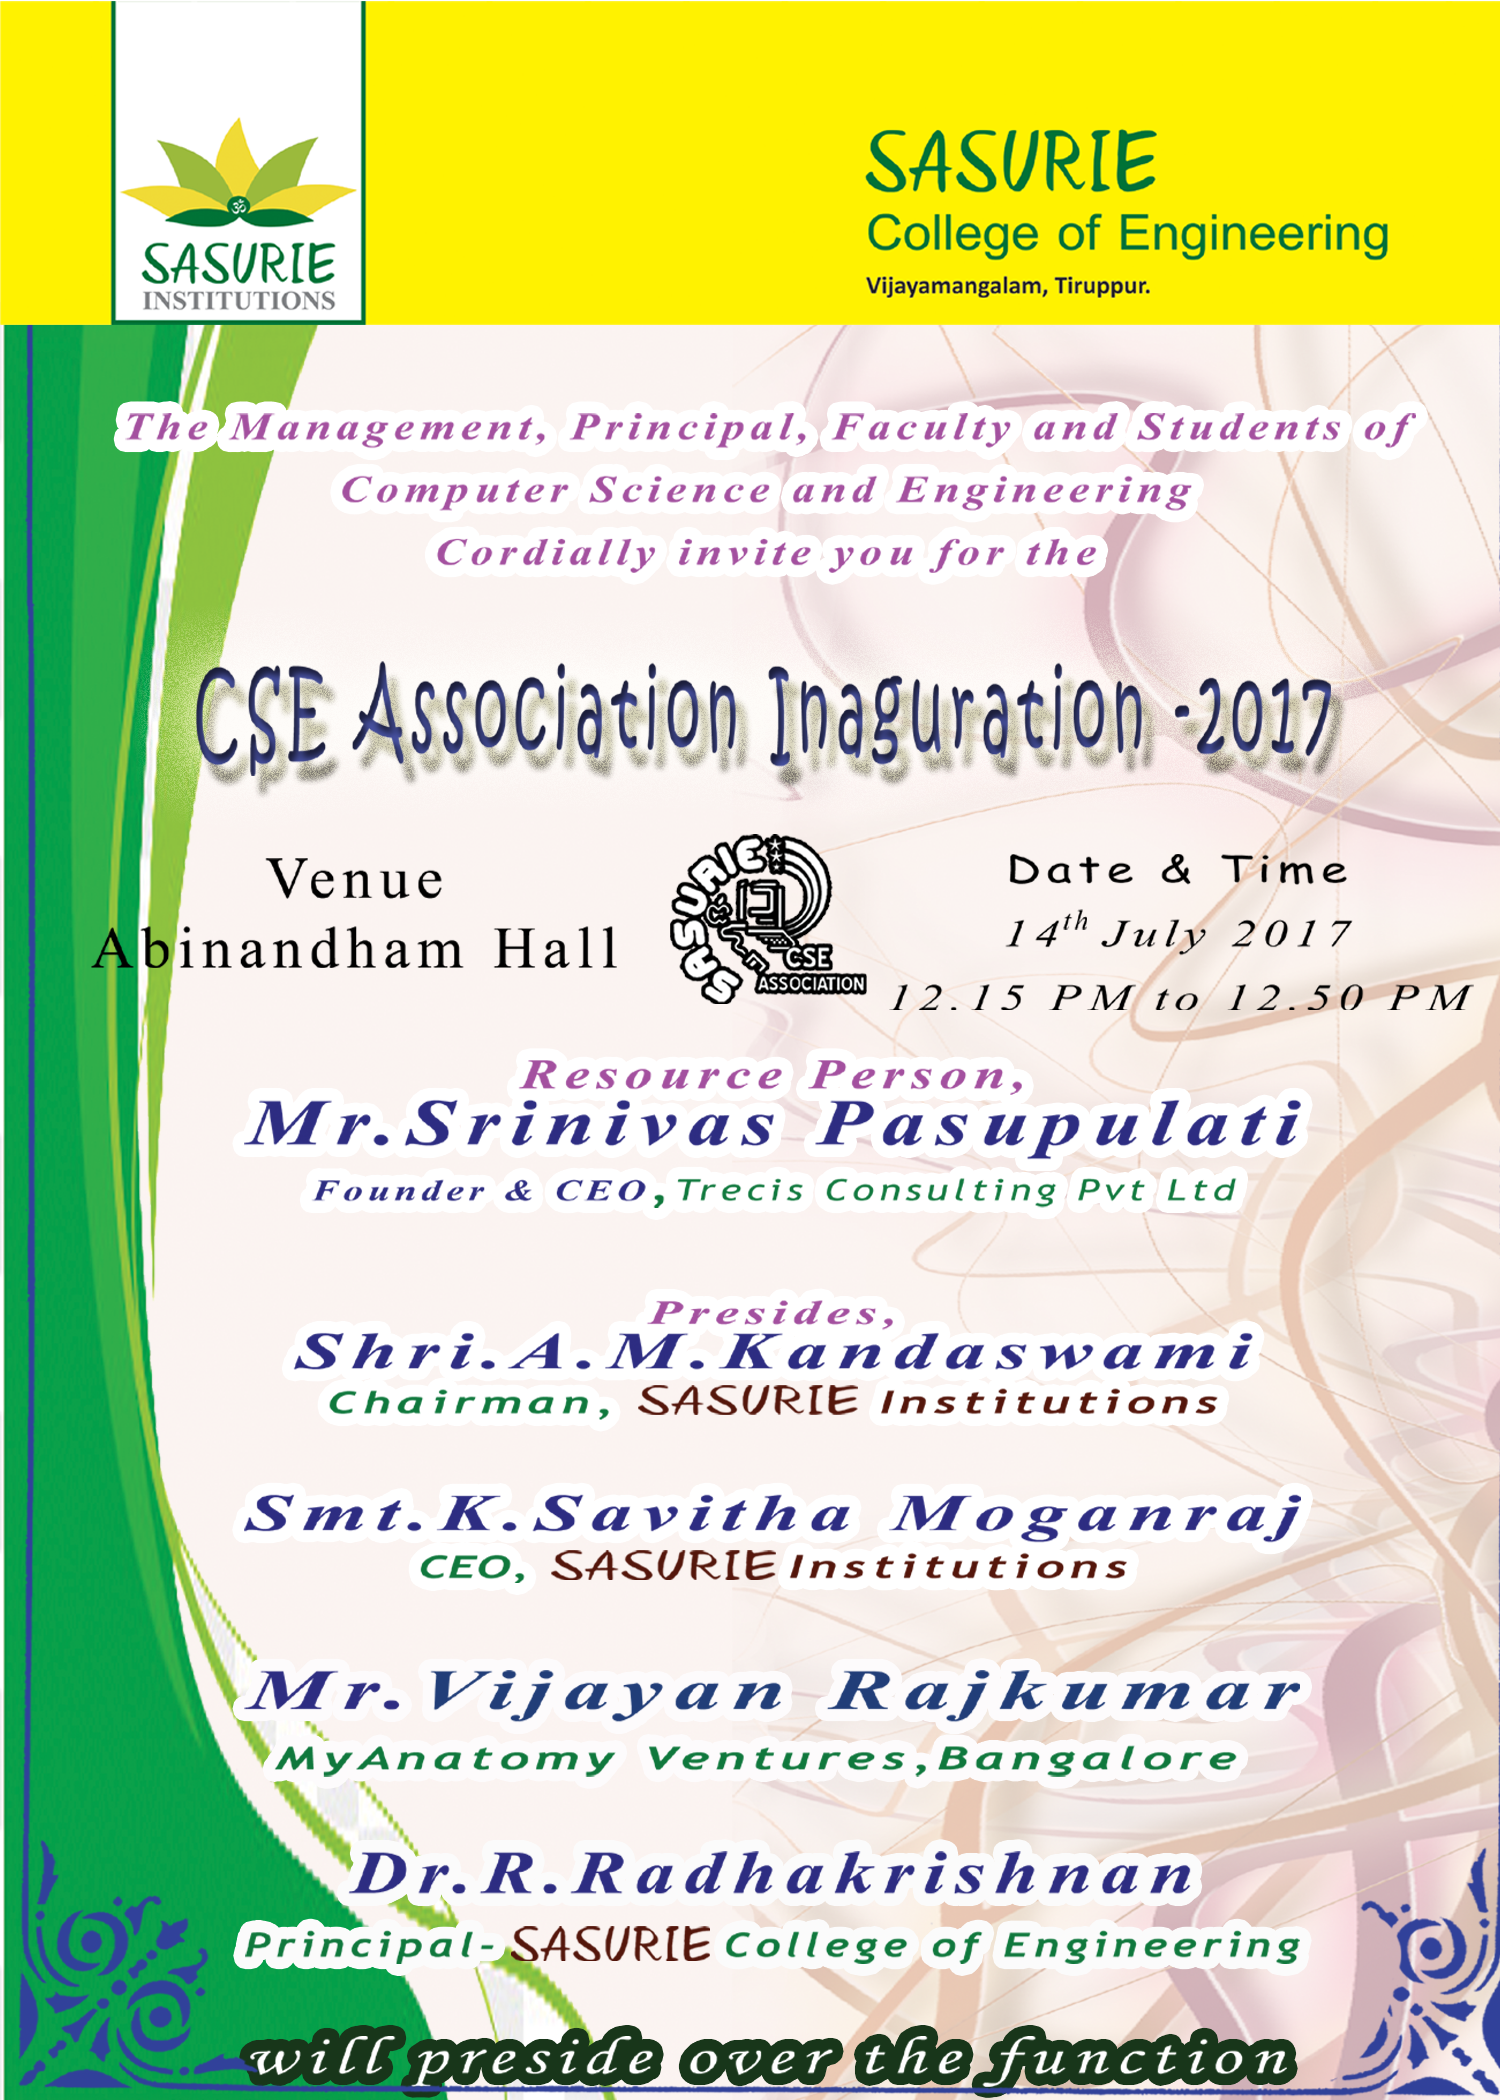 SASURIE
INSTITUTIONS
SASURIE
College of Engineering
Vijayamangalam, Tiruppur.
The Management, Principal, Faculty and Students of
Computer Science and Engineering
Cordially invite you for the
CSE Association Inaguration -2017
Venue
Abinandham Hall
SASURIE
CSE
ASSOCIATION
Date & Time
14th July 2017
12.15 PM to 12.50 PM
Resource Person,
Mr.Srinivas Pasupulati
Founder & CEO,Trecis Consulting Pvt Ltd
Presides,
Shri.A.M.Kandaswami
Chairman, SASURIE Institutions
Smt.K.Savitha Moganraj
CEO, SASURIE Institutions
Mr.Vijayan Rajkumar
MyAnatomy Ventures,Bangalore
Dr.R.Radhakrishnan
Principal-SASURIE College of Engineering
will preside over the function